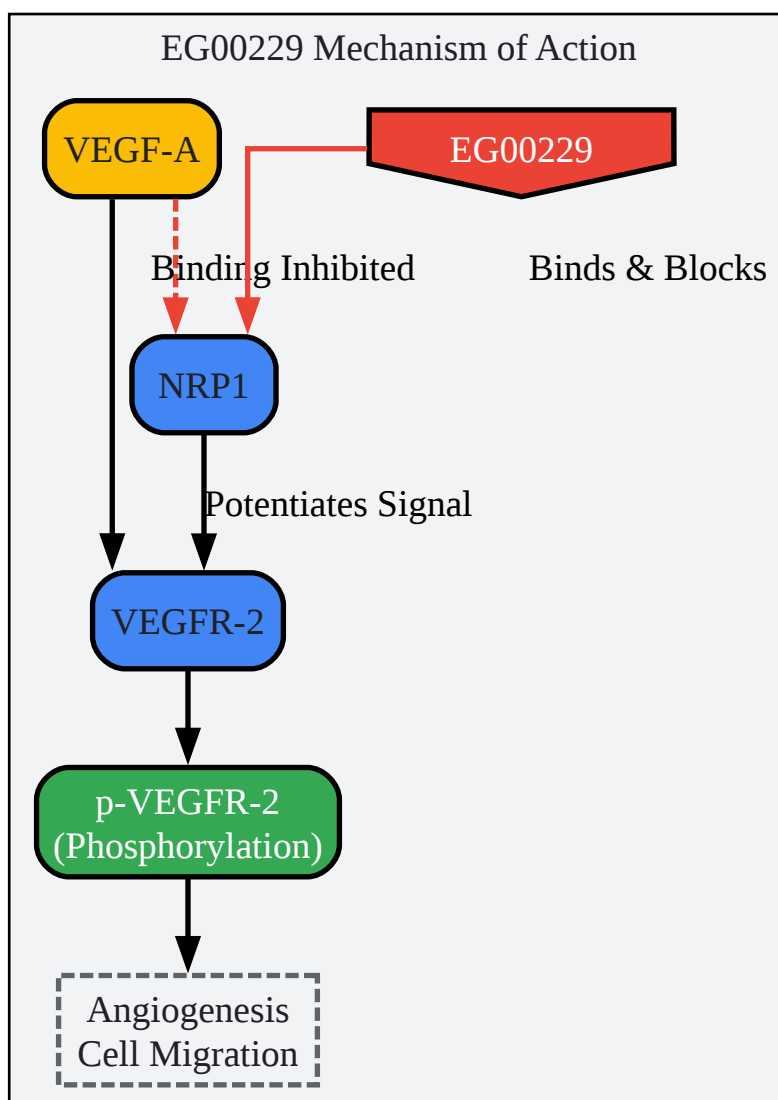 EG00229 Mechanism of Action
VEGF-A
EG00229
Binding Inhibited
Binds & Blocks
NRP1
Potentiates Signal
VEGFR-2
p-VEGFR-2
(Phosphorylation)
Angiogenesis
Cell Migration